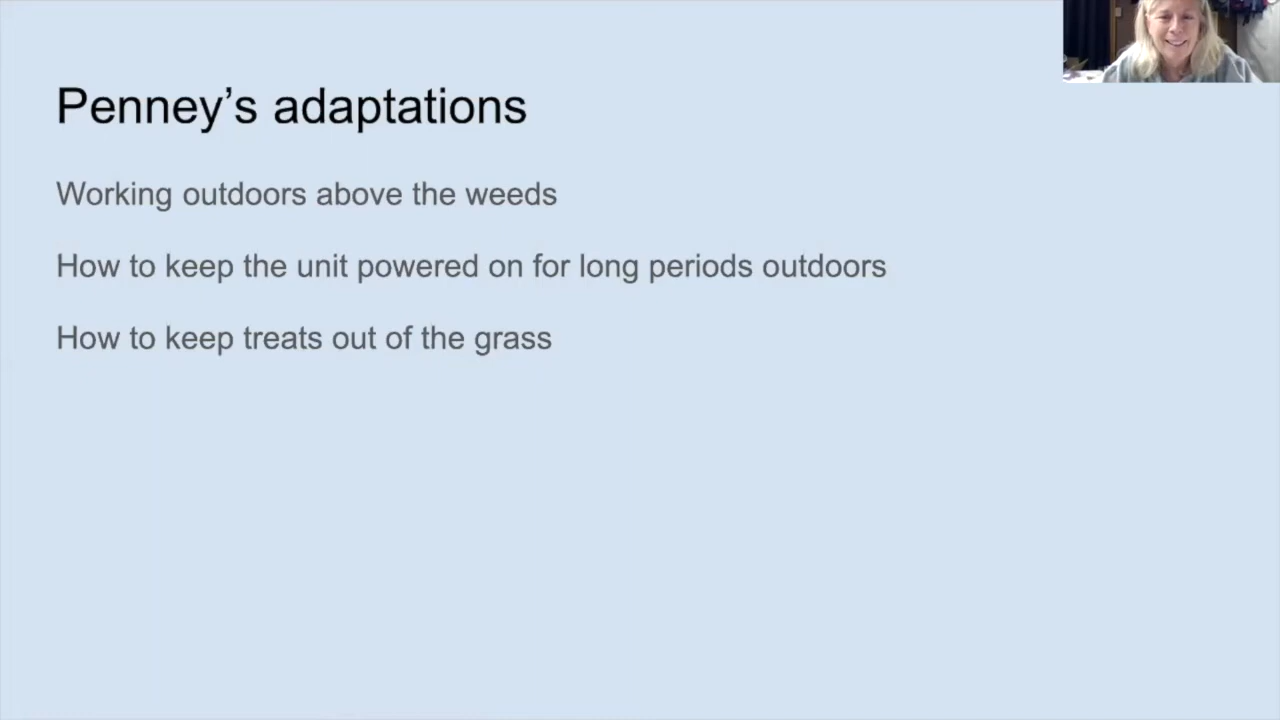 Penney’s adaptations
Working outdoors above the weeds
How to keep the unit powered on for long periods outdoors
How to keep treats out of the grass